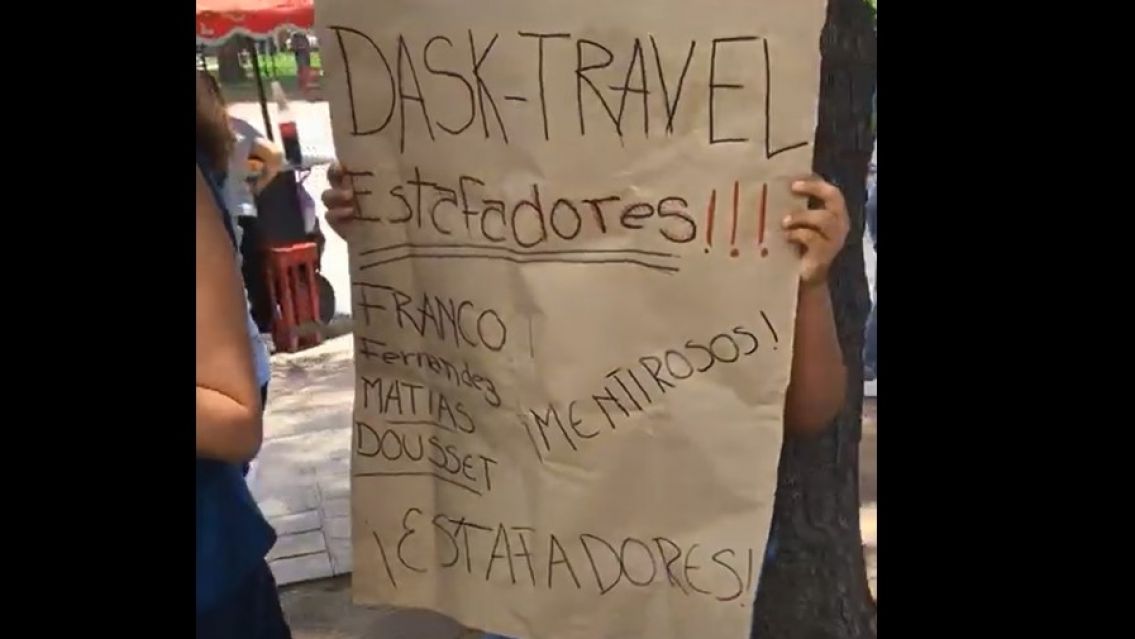 DASK-TRAVEL
Estafadores!!!
FRANCO
Fernandez
MATIAS
DOUSSET
¡MENTIROSOS!
¡ESTAFADORES!